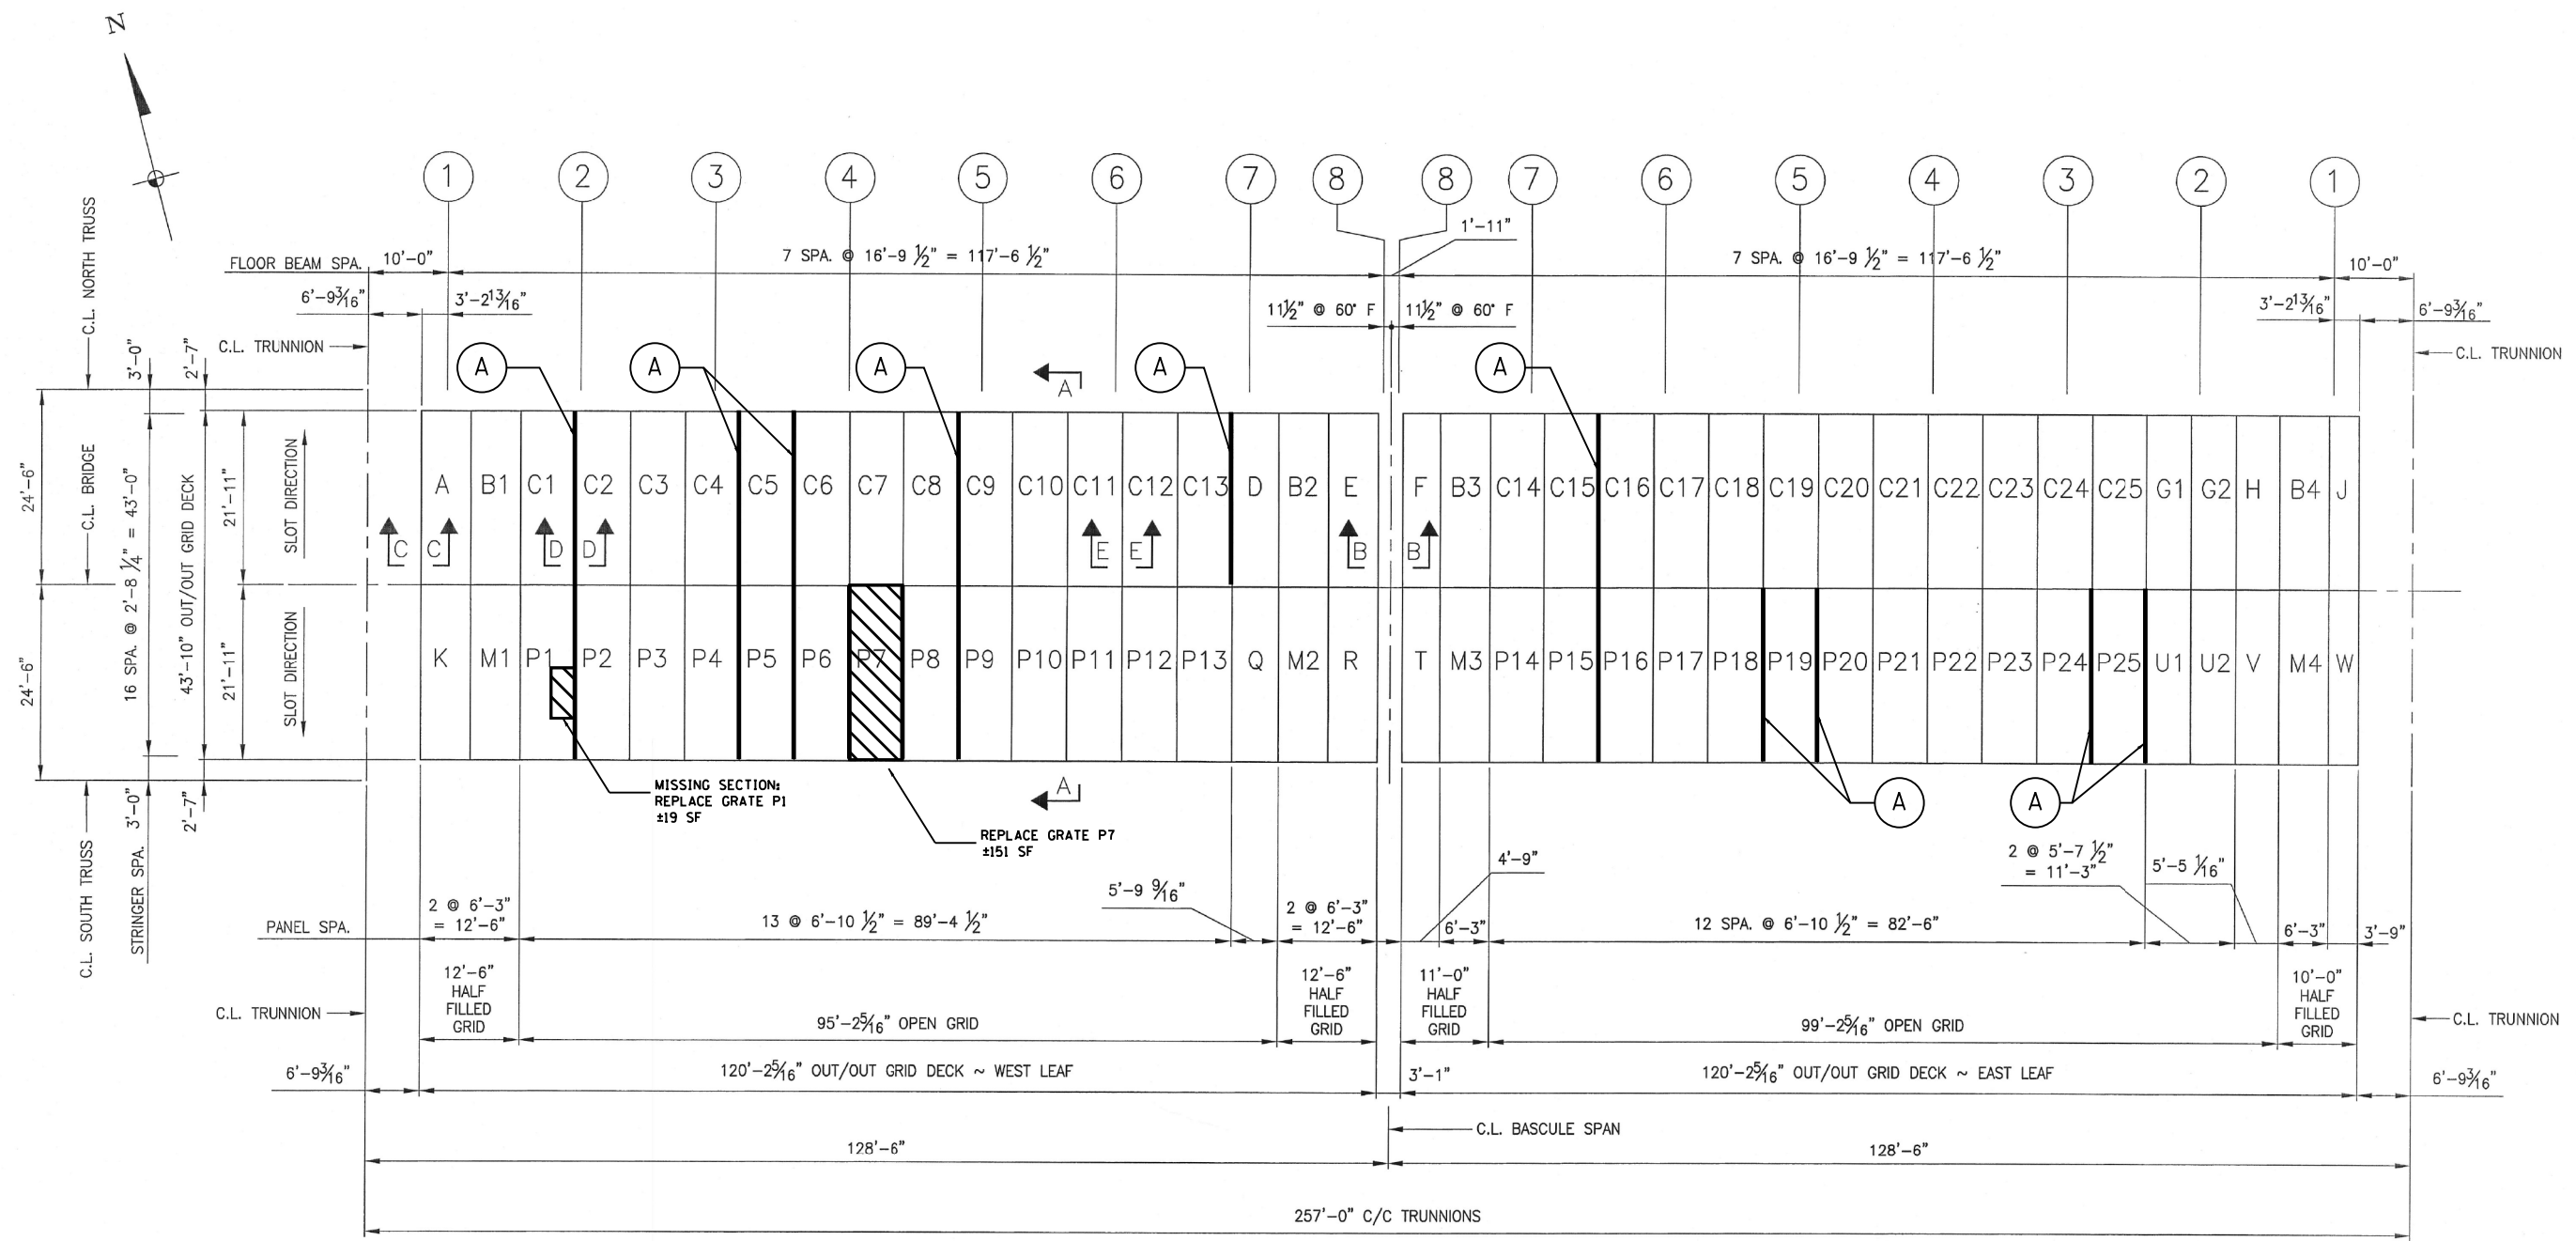 N
1 2 3 4 5 6 7 8 8 7 6 5 4 3 2 1
1'-11"
FLOOR BEAM SPA. 10'-0" 7 SPA. @ 16'-9 1/2" = 117'-6 1/2" 7 SPA. @ 16'-9 1/2" = 117'-6 1/2" 10'-0"
6'-9 3/16" 3'-2 13/16" 11 1/2" @ 60° F 11 1/2" @ 60° F 3'-2 13/16" 6'-9 3/16"
C.L. TRUNNION C.L. TRUNNION
A A A A A
A
C.L. NORTH TRUSS
C.L. BRIDGE
C.L. SOUTH TRUSS
24'-6"
24'-6"
3'-0"
16 SPA. @ 2'-8 1/4" = 43'-0"
STRINGER SPA. 3'-0"
2'-7"
43'-10" OUT/OUT GRID DECK
2'-7"
21'-11"
21'-11"
SLOT DIRECTION
SLOT DIRECTION
A B1 C1 C2 C3 C4 C5 C6 C7 C8 C9 C10 C11 C12 C13 D B2 E F B3 C14 C15 C16 C17 C18 C19 C20 C21 C22 C23 C24 C25 G1 G2 H B4 J
C C D D E E B B
K M1 P1 P2 P3 P4 P5 P6 P7 P8 P9 P10 P11 P12 P13 Q M2 R T M3 P14 P15 P16 P17 P18 P19 P20 P21 P22 P23 P24 P25 U1 U2 V M4 W
A
A A
MISSING SECTION:
REPLACE GRATE P1
±19 SF
REPLACE GRATE P7
±151 SF
PANEL SPA.
2 @ 6'-3"
= 12'-6"
13 @ 6'-10 1/2" = 89'-4 1/2"
5'-9 9/16"
2 @ 6'-3"
= 12'-6"
4'-9"
6'-3"
12 SPA. @ 6'-10 1/2" = 82'-6"
2 @ 5'-7 1/2"
= 11'-3"
5'-5 1/16"
6'-3"
3'-9"
12'-6"
HALF
FILLED
GRID
95'-2 5/16" OPEN GRID
12'-6"
HALF
FILLED
GRID
11'-0"
HALF
FILLED
GRID
99'-2 5/16" OPEN GRID
10'-0"
HALF
FILLED
GRID
C.L. TRUNNION C.L. TRUNNION
6'-9 3/16" 120'-2 5/16" OUT/OUT GRID DECK ~ WEST LEAF 3'-1" 120'-2 5/16" OUT/OUT GRID DECK ~ EAST LEAF 6'-9 3/16"
C.L. BASCULE SPAN
128'-6" 128'-6"
257'-0" C/C TRUNNIONS